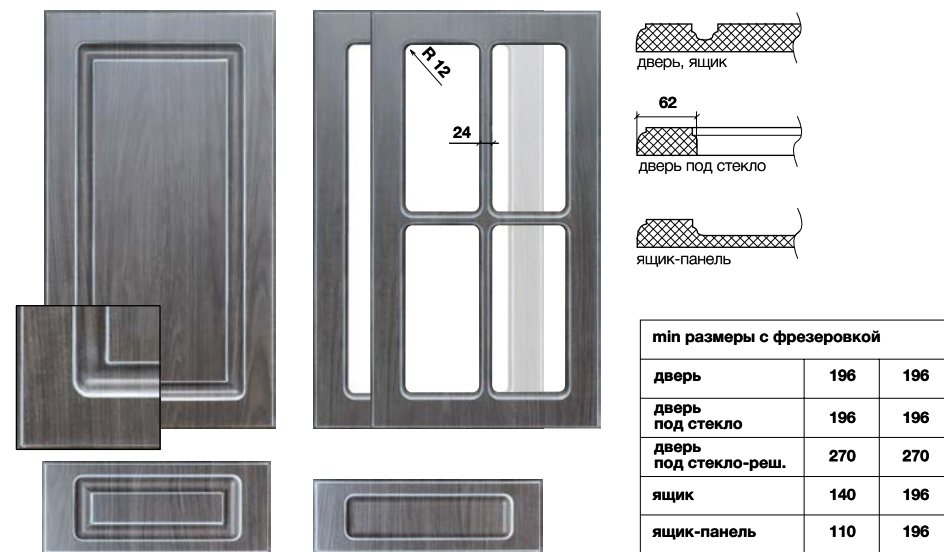 R 12
24
дверь, ящик
62
дверь под стекло
ящик-панель
min размеры с фрезеровкой
дверь 196 196
дверь
под стекло 196 196
дверь
под стекло-реш. 270 270
ящик 140 196
ящик-панель 110 196